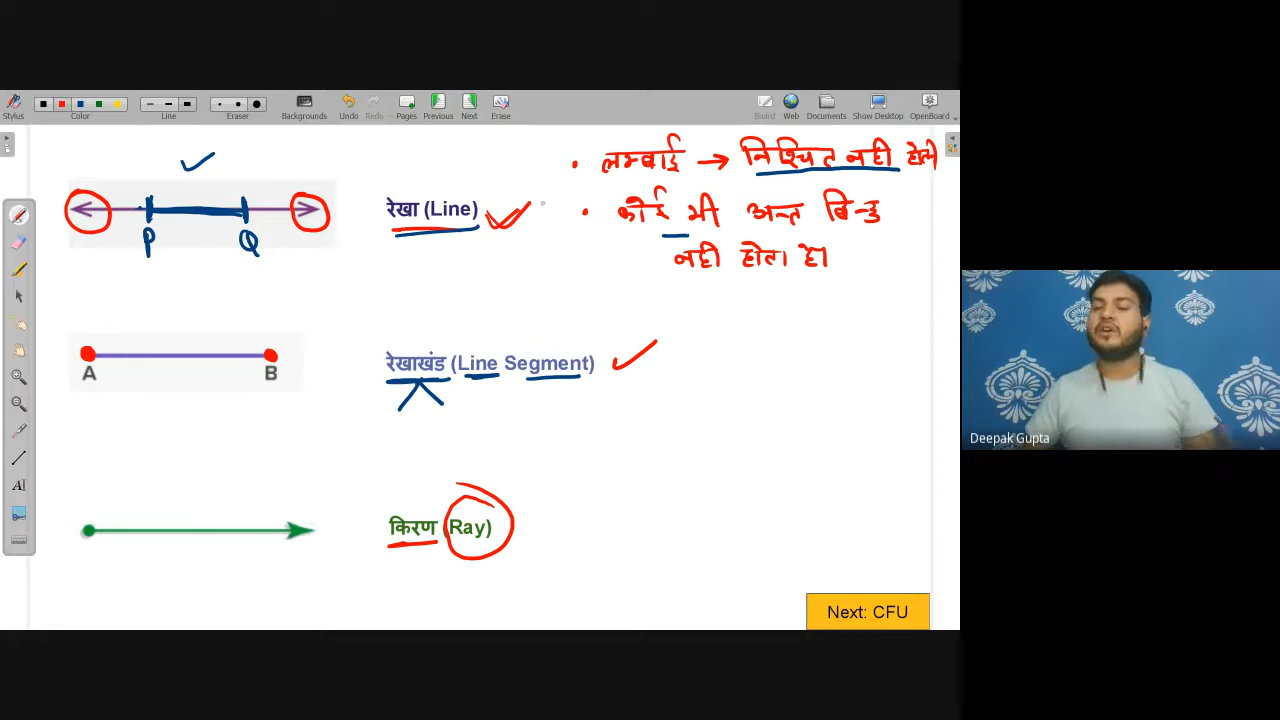 Stylus
Line
Eraser
Backgrounds
Undo
Redo
Pages
Previous
Next
Erase
Board
Web
Documents
Show Desktop
OpenBoard
• लम्बाई → निश्चित नही होती
रेखा (Line)
• कोई भी अन्त बिन्दु
नही होता है।
P
Q
रेखाखंड (Line Segment)
A
B
किरण (Ray)
Deepak Gupta
Next: CFU